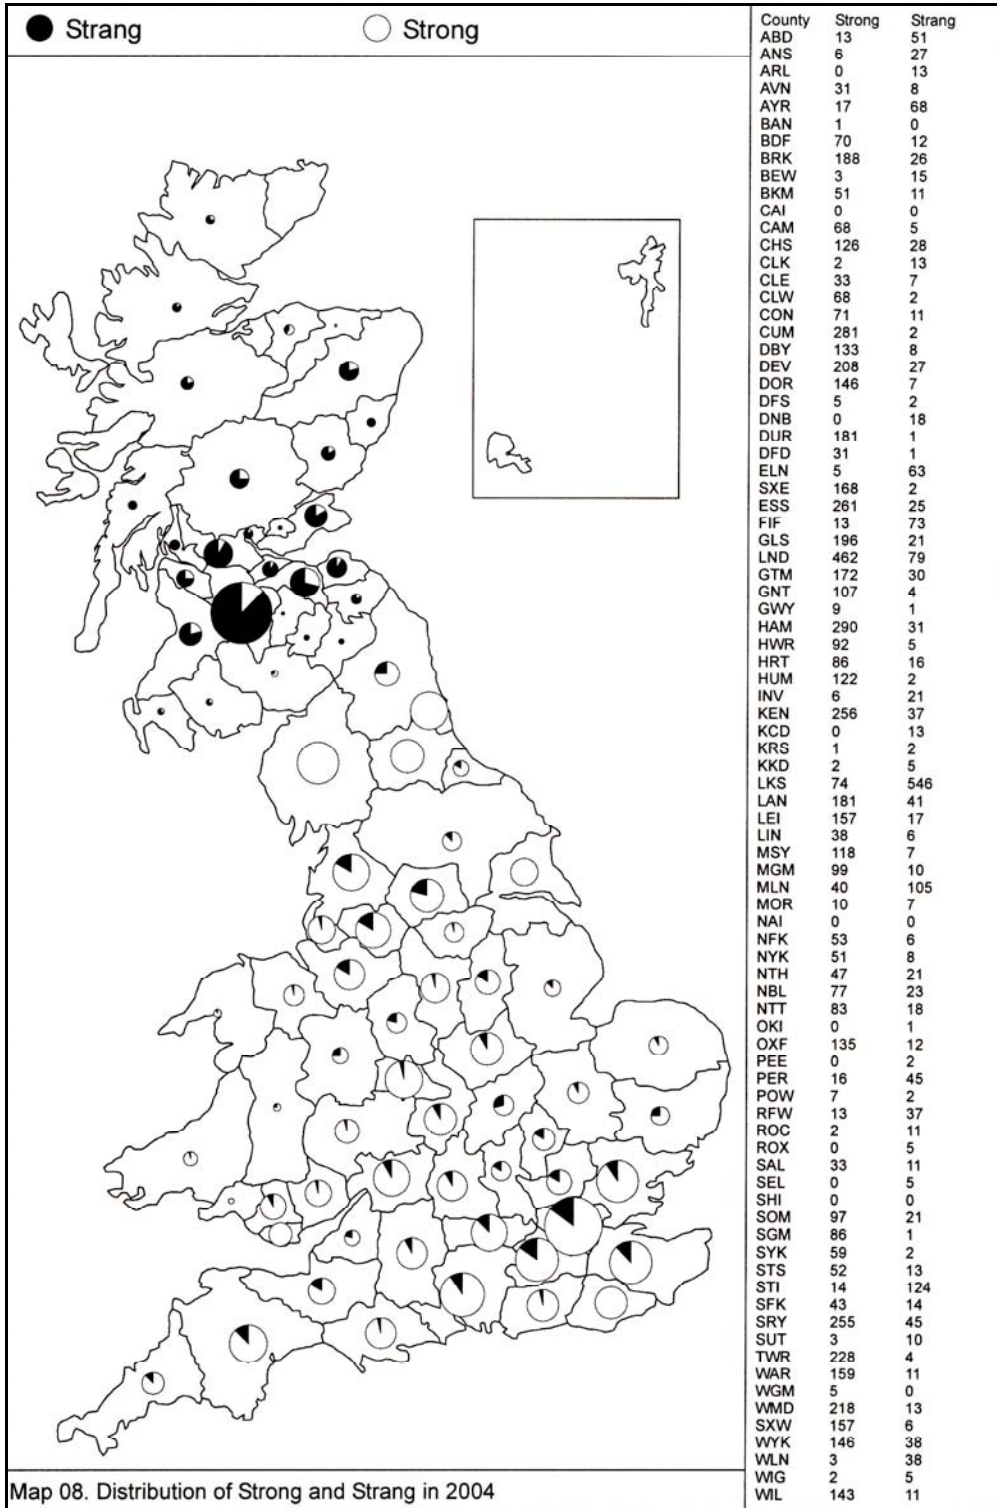 Strang
Strong
County Strong Strang
ABD 13 51
ANS 6 27
ARL 0 13
AVN 31 8
AYR 17 68
BAN 1 0
BDF 70 12
BRK 188 26
BEW 3 15
BKM 51 11
CAI 0 0
CAM 68 5
CHS 126 28
CLK 2 13
CLE 33 7
CLW 68 2
CON 71 11
CUM 281 2
DBY 133 8
DEV 208 27
DOR 146 7
DFS 5 2
DNB 0 18
DUR 181 1
DFD 31 1
ELN 5 63
SXE 168 2
ESS 261 25
FIF 13 73
GLS 196 21
LND 462 79
GTM 172 30
GNT 107 4
GWY 9 1
HAM 290 31
HWR 92 5
HRT 86 16
HUM 122 2
INV 6 21
KEN 256 37
KCD 0 13
KRS 1 2
KKD 2 5
LKS 74 546
LAN 181 41
LEI 157 17
LIN 38 6
MSY 118 7
MGM 99 10
MLN 40 105
MOR 10 7
NAI 0 0
NFK 53 6
NYK 51 8
NTH 47 21
NBL 77 23
NTT 83 18
OKI 0 1
OXF 135 12
PEE 0 2
PER 16 45
POW 7 2
RFW 13 37
ROC 2 11
ROX 0 5
SAL 33 11
SEL 0 5
SHI 0 0
SOM 97 21
SGM 86 1
SYK 59 2
STS 52 13
STI 14 124
SFK 43 14
SRY 255 45
SUT 3 10
TWR 228 4
WAR 159 11
WGM 5 0
WMD 218 13
SXW 157 6
WYK 146 38
WLN 3 38
WIG 2 5
WIL 143 11
Map 08. Distribution of Strong and Strang in 2004